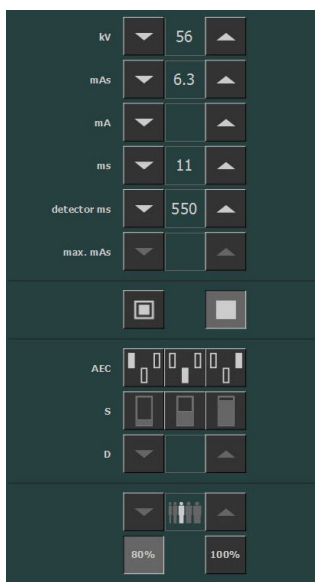 kV 56
mAs 6.3
mA
ms 11
detector ms 550
max. mAs
AEC
S
D
80% 100%